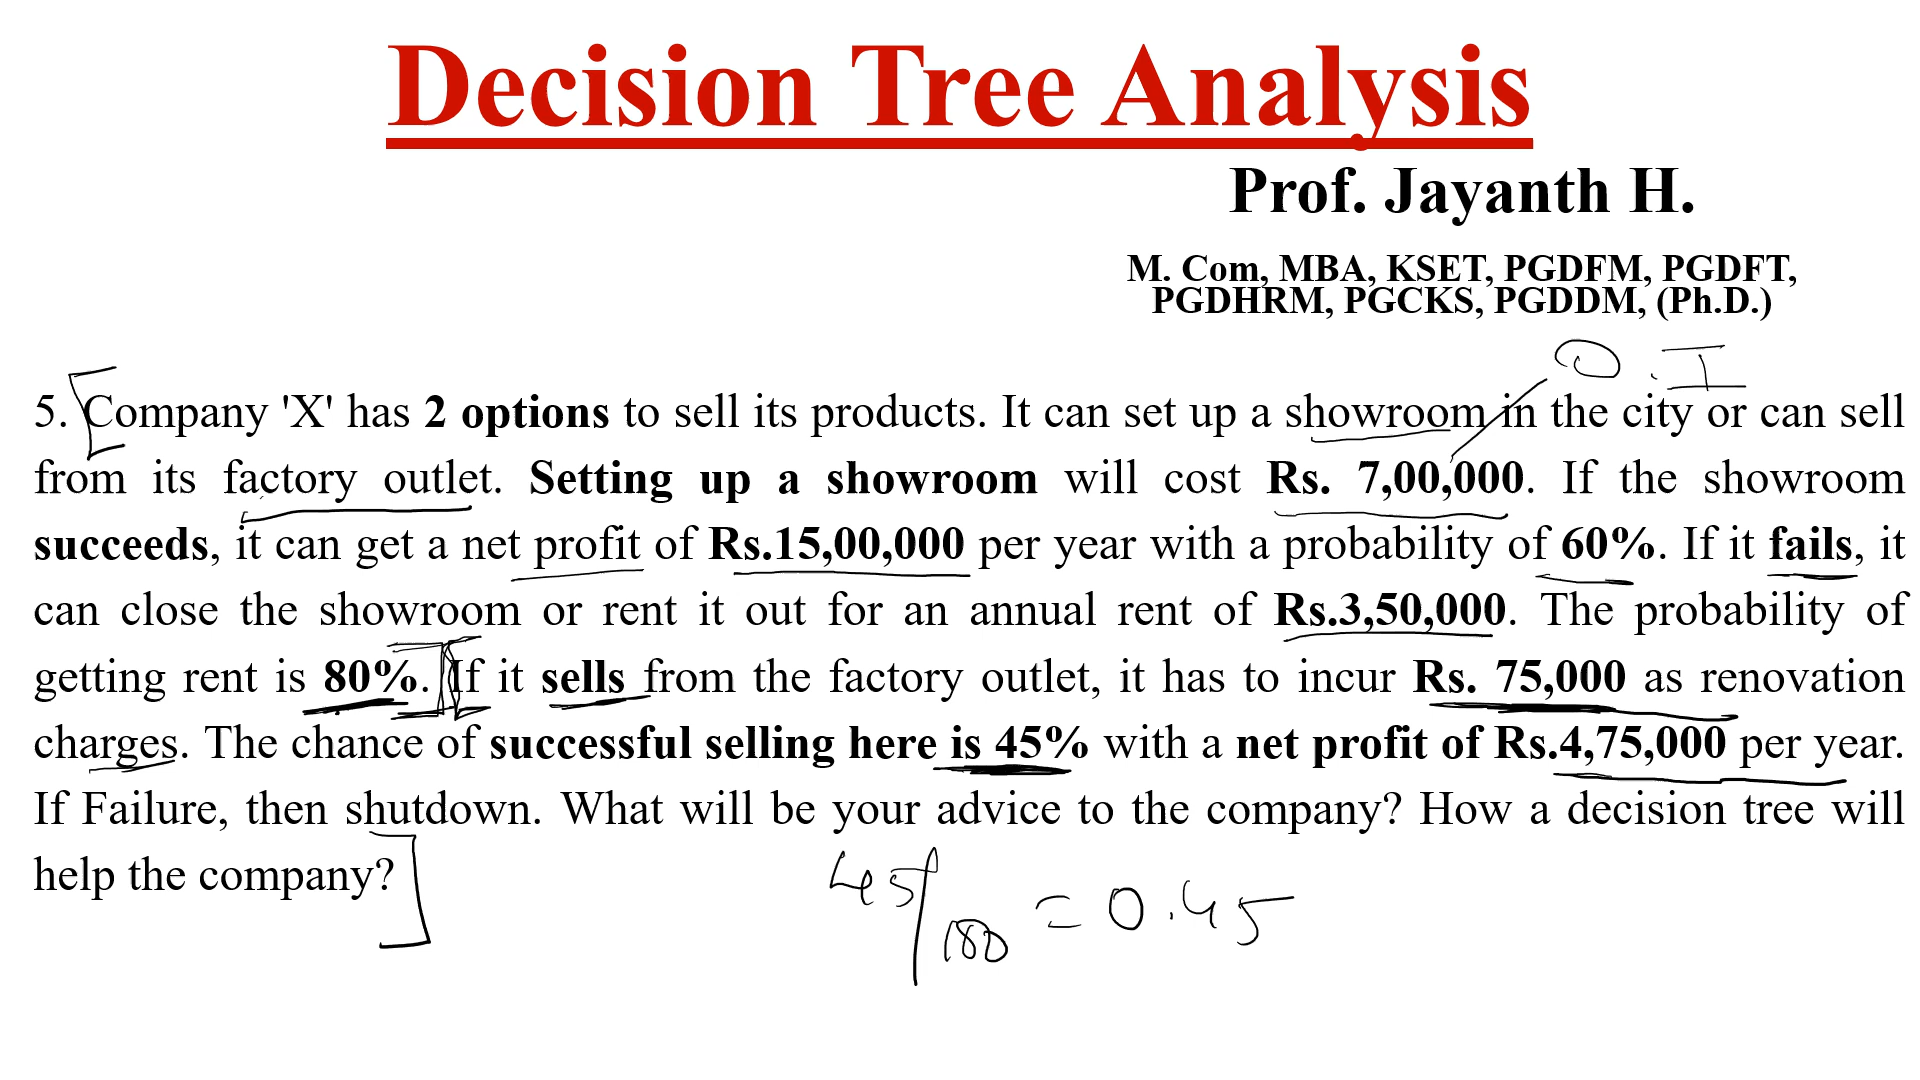 Decision Tree Analysis
Prof. Jayanth H.
M. Com, MBA, KSET, PGDFM, PGDFT,
PGDHRM, PGCKS, PGDDM, (Ph.D.)
O.I
5. Company 'X' has 2 options to sell its products. It can set up a showroom in the city or can sell
from its factory outlet. Setting up a showroom will cost Rs. 7,00,000. If the showroom
succeeds, it can get a net profit of Rs.15,00,000 per year with a probability of 60%. If it fails, it
can close the showroom or rent it out for an annual rent of Rs.3,50,000. The probability of
getting rent is 80%. If it sells from the factory outlet, it has to incur Rs. 75,000 as renovation
charges. The chance of successful selling here is 45% with a net profit of Rs.4,75,000 per year.
If Failure, then shutdown. What will be your advice to the company? How a decision tree will
help the company?
45/100 = 0.45